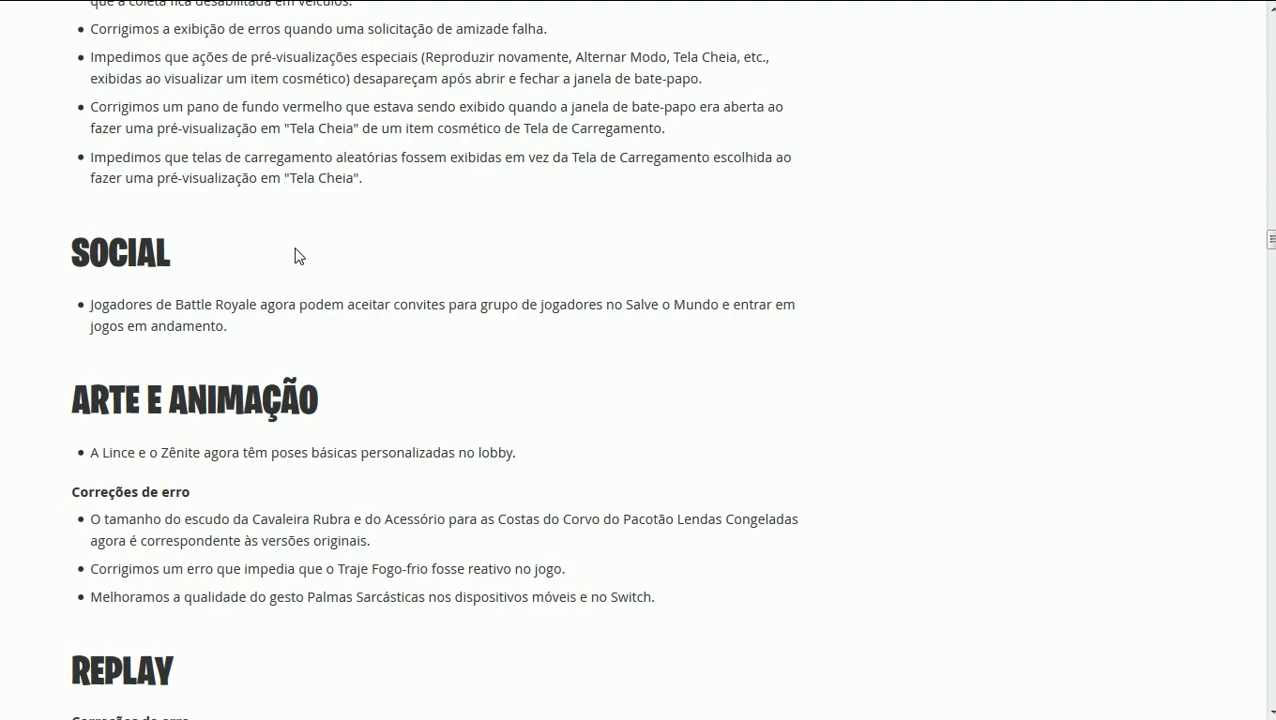 que a coleta fica desabilitada em veículos.
• Corrigimos a exibição de erros quando uma solicitação de amizade falha.
• Impedimos que ações de pré-visualizações especiais (Reproduzir novamente, Alternar Modo, Tela Cheia, etc.,
exibidas ao visualizar um item cosmético) desapareçam após abrir e fechar a janela de bate-papo.
• Corrigimos um pano de fundo vermelho que estava sendo exibido quando a janela de bate-papo era aberta ao
fazer uma pré-visualização em "Tela Cheia" de um item cosmético de Tela de Carregamento.
• Impedimos que telas de carregamento aleatórias fossem exibidas em vez da Tela de Carregamento escolhida ao
fazer uma pré-visualização em "Tela Cheia".
SOCIAL
• Jogadores de Battle Royale agora podem aceitar convites para grupo de jogadores no Salve o Mundo e entrar em
jogos em andamento.
ARTE E ANIMAÇÃO
• A Lince e o Zênite agora têm poses básicas personalizadas no lobby.
Correções de erro
• O tamanho do escudo da Cavaleira Rubra e do Acessório para as Costas do Corvo do Pacotão Lendas Congeladas
agora é correspondente às versões originais.
• Corrigimos um erro que impedia que o Traje Fogo-frio fosse reativo no jogo.
• Melhoramos a qualidade do gesto Palmas Sarcásticas nos dispositivos móveis e no Switch.
REPLAY
Correções de erro